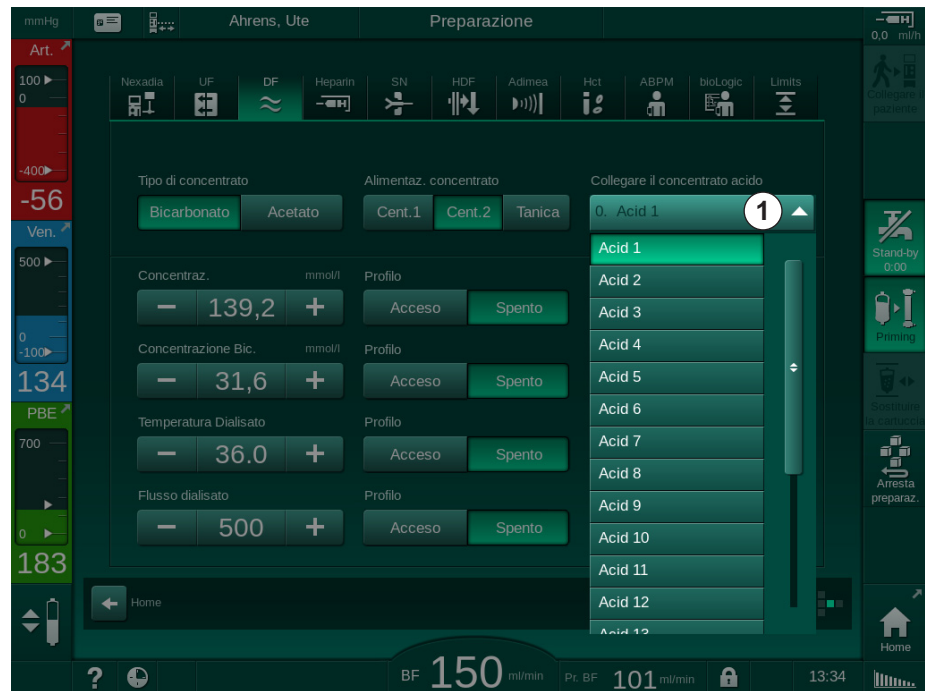 mmHg
Ahrens, Ute
Preparazione
0,0 ml/h
Art.
100
0
-400
-56
Ven.
500
0
-100
134
PBE
700
0
183
Nexadia
UF
DF
Heparin
SN
HDF
Adimea
Hct
ABPM
bioLogic
Limits
Tipo di concentrato
Alimentaz. concentrato
Collegare il concentrato acido
Bicarbonato
Acetato
Cent.1
Cent.2
Tanica
0. Acid 1
1
Concentraz.
mmol/l
Profilo
139,2
Acceso
Spento
Concentrazione Bic.
mmol/l
Profilo
31,6
Acceso
Spento
Temperatura Dialisato
Profilo
36.0
Acceso
Spento
Flusso dialisato
Profilo
500
Acceso
Spento
Acid 1
Acid 2
Acid 3
Acid 4
Acid 5
Acid 6
Acid 7
Acid 8
Acid 9
Acid 10
Acid 11
Acid 12
Acid 13
Home
Collegare il
paziente
Stand-by
0:00
Priming
Sostituire
la cartuccia
Arresta
preparaz.
Home
?
BF 150 ml/min
Pr. BF 101 ml/min
13:34